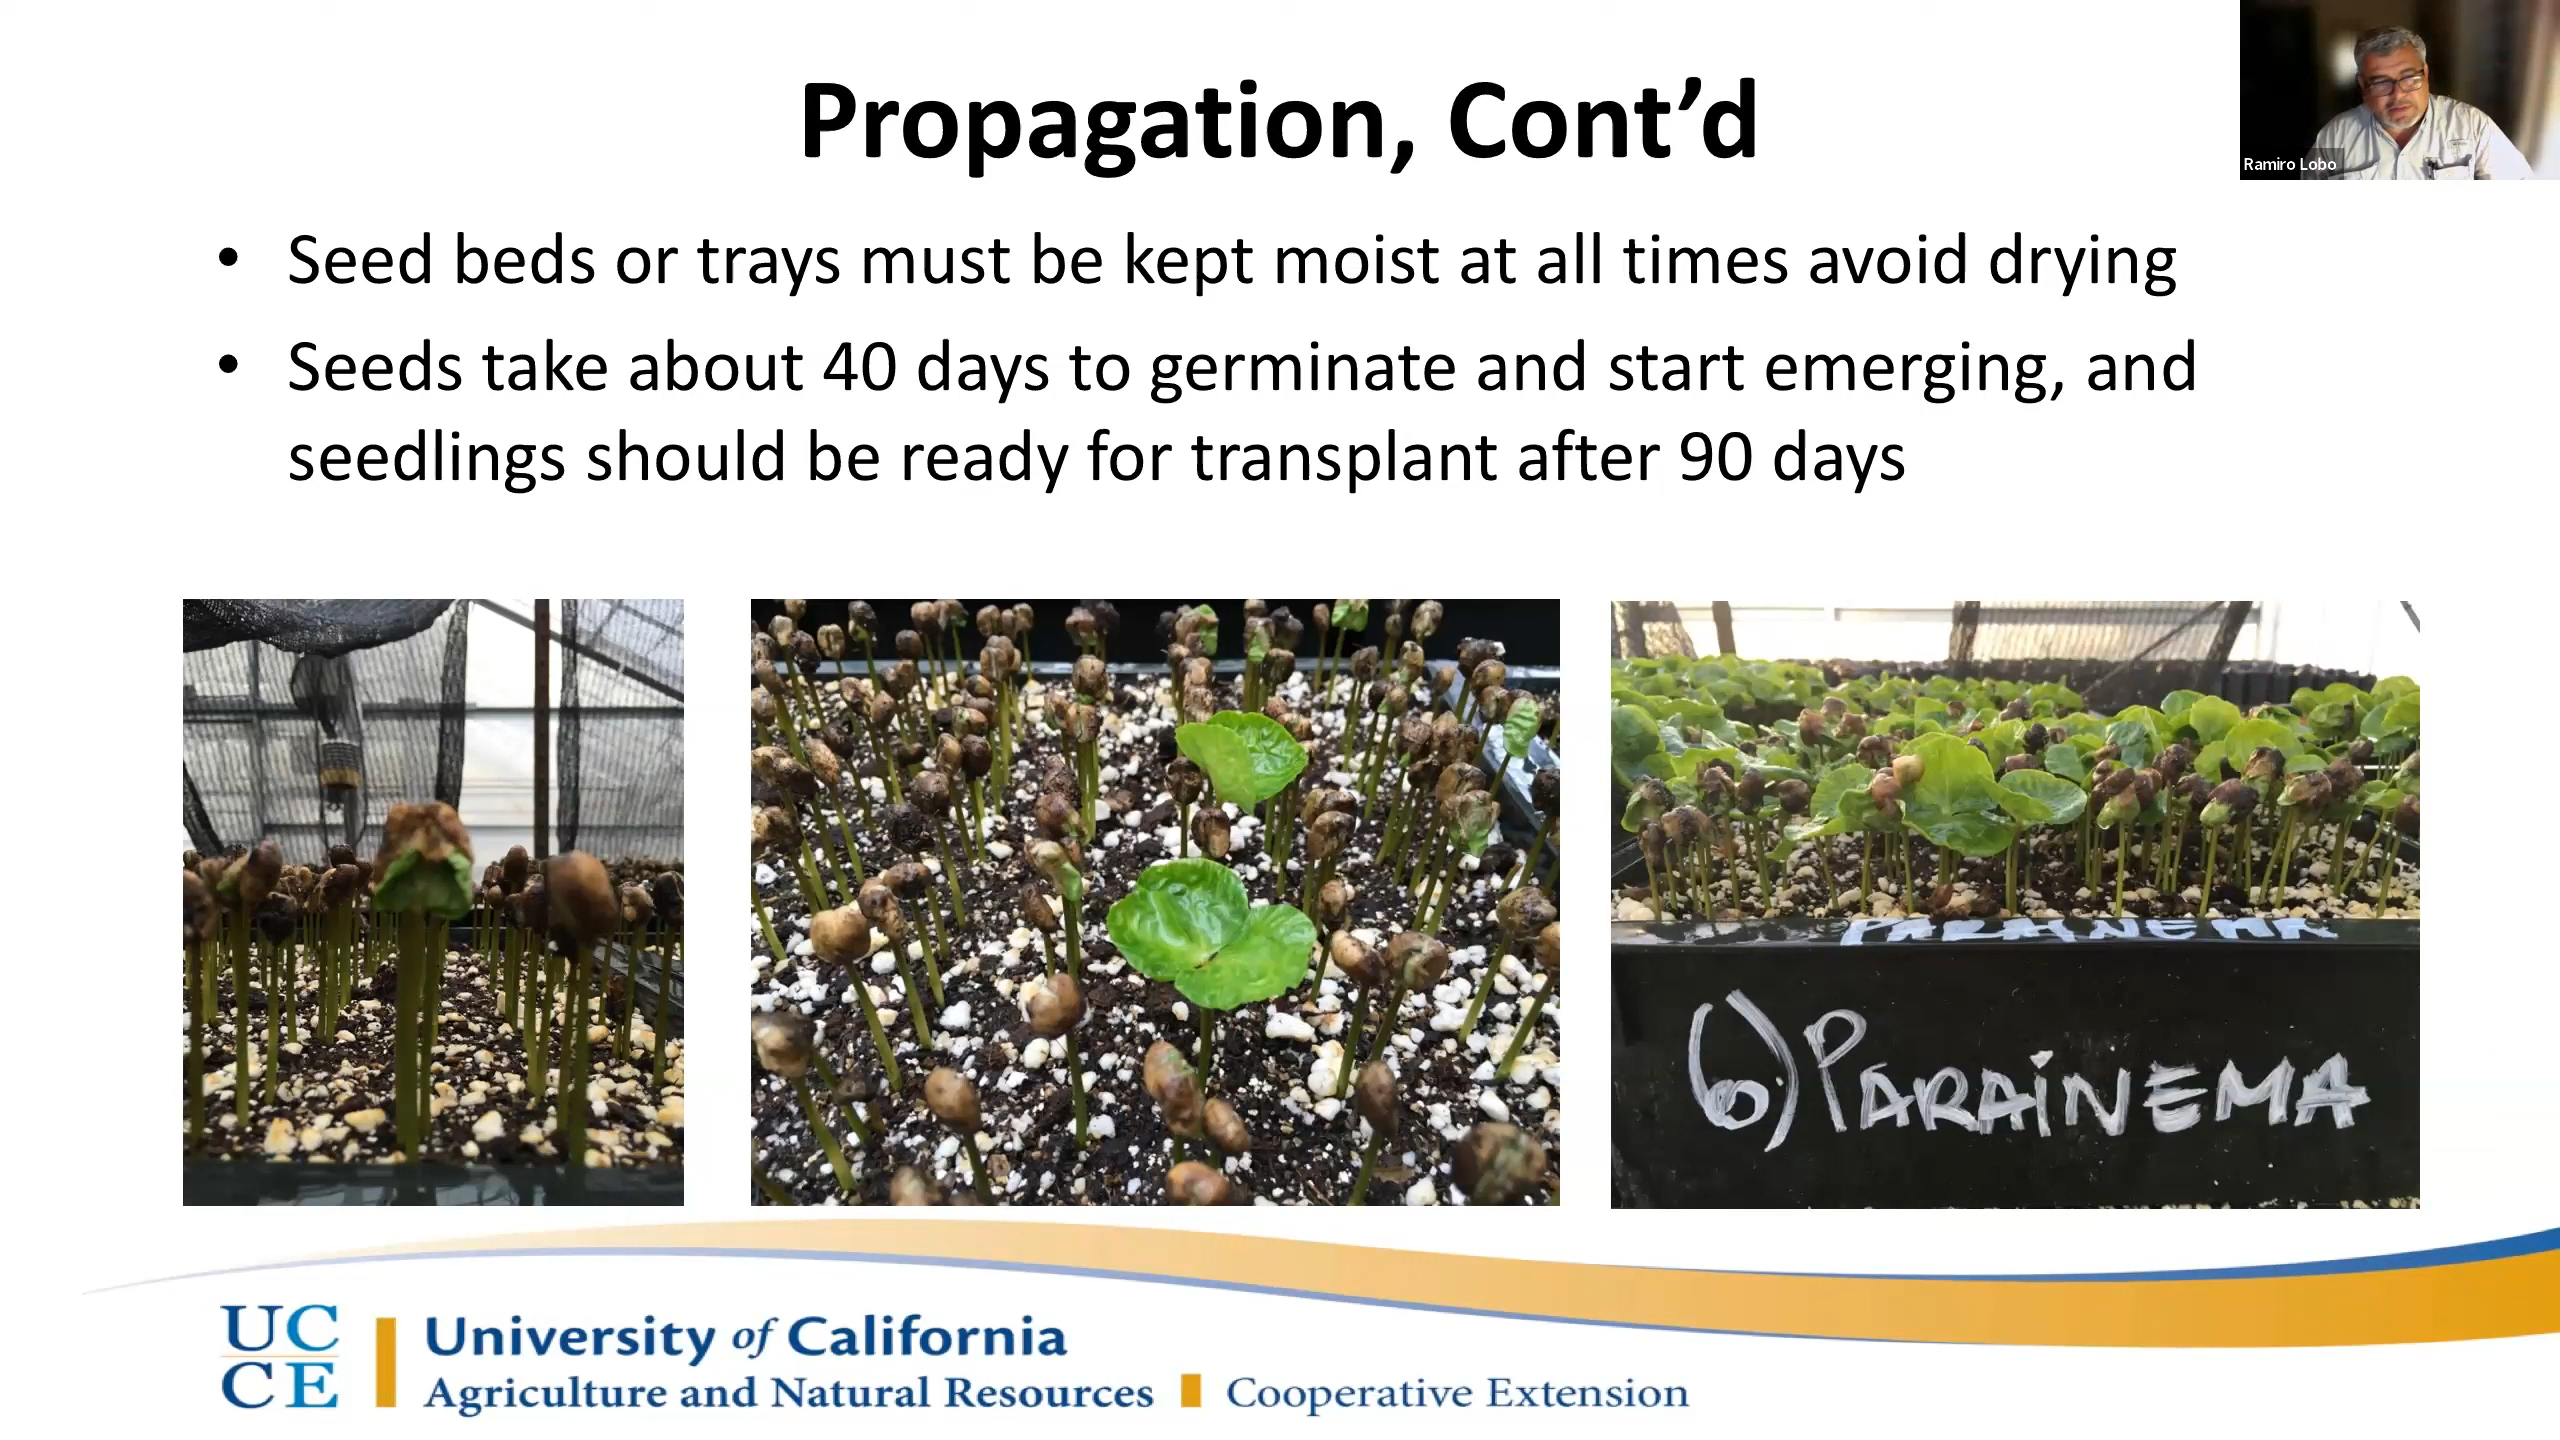 Propagation, Cont’d
Ramiro Lobo
• Seed beds or trays must be kept moist at all times avoid drying
• Seeds take about 40 days to germinate and start emerging, and
seedlings should be ready for transplant after 90 days
PARAINEMA
6) PARAiNEMA
UC
CE
University of California
Agriculture and Natural Resources
Cooperative Extension